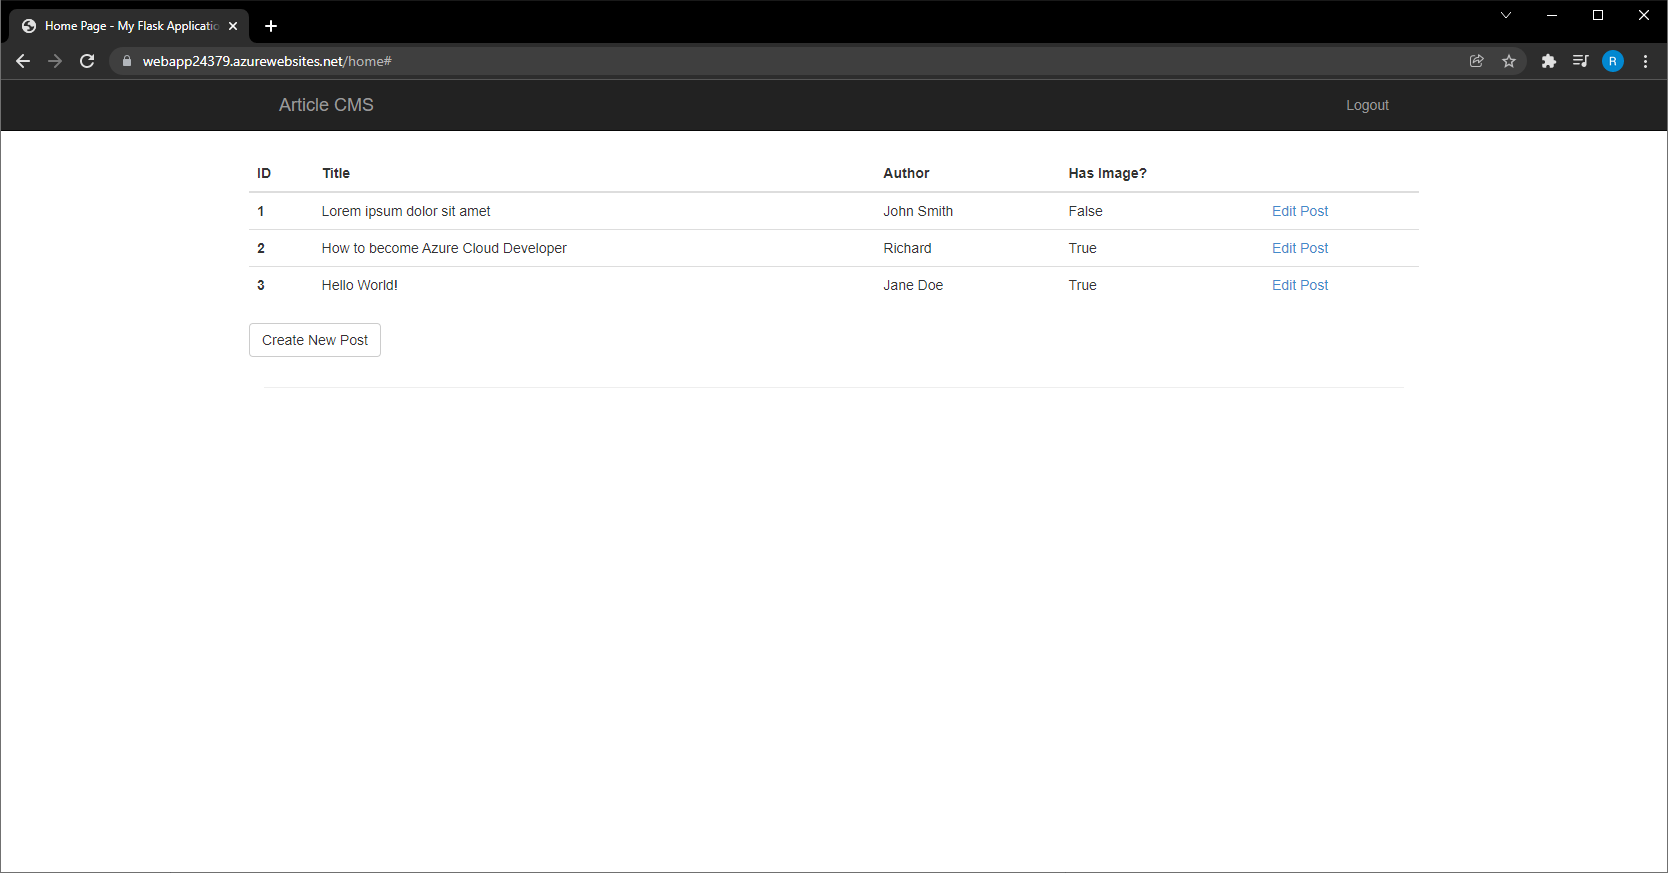 Home Page - My Flask Applicatio
webapp24379.azurewebsites.net/home#
R
Article CMS Logout
ID Title Author Has Image?
1 Lorem ipsum dolor sit amet John Smith False Edit Post
2 How to become Azure Cloud Developer Richard True Edit Post
3 Hello World! Jane Doe True Edit Post
Create New Post